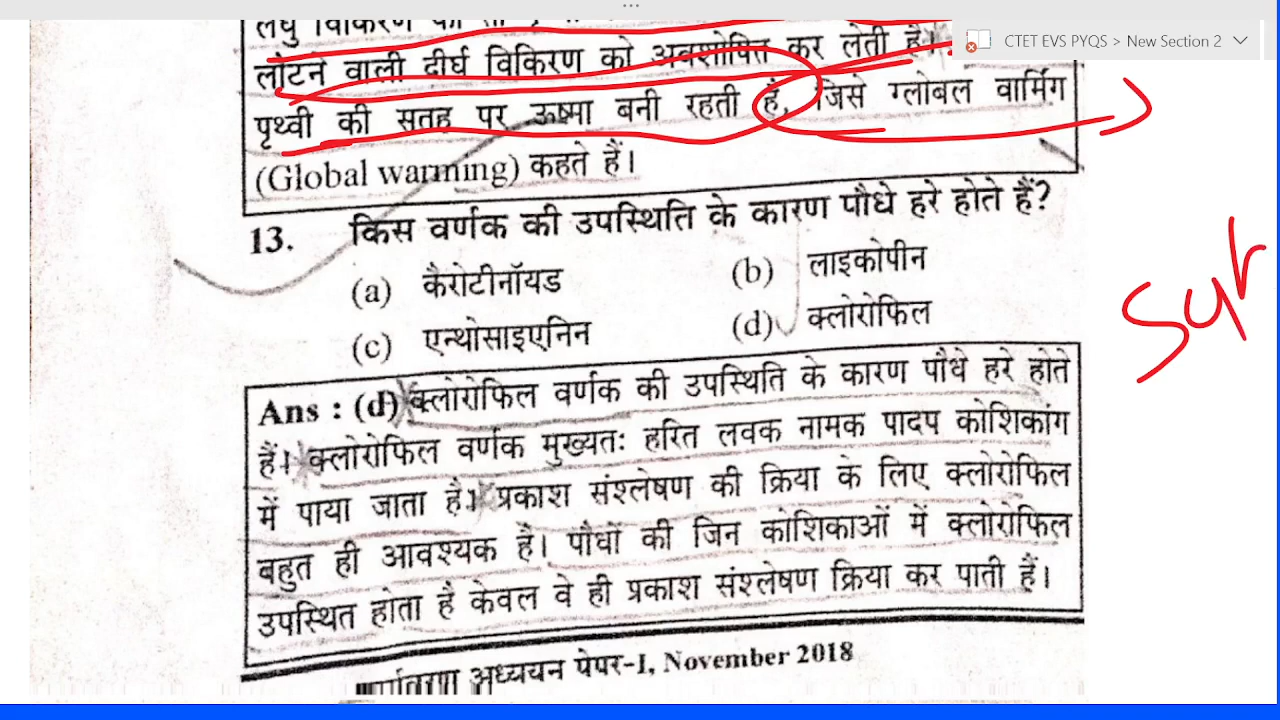 ...
CTET EVS PYQS > New Section 2
लघु विकिरण
लौटने वाली दीर्घ विकिरण को अवशोषित कर लेती है।
पृथ्वी की सतह पर ऊष्मा बनी रहती है, जिसे ग्लोबल वार्मिंग
(Global warming) कहते हैं।
13. किस वर्णक की उपस्थिति के कारण पौधे हरे होते हैं?
(a) कैरोटीनॉयड (b) लाइकोपीन
(c) एन्थोसाइएनिन (d) क्लोरोफिल
Ans : (d) क्लोरोफिल वर्णक की उपस्थिति के कारण पौधे हरे होते
हैं। क्लोरोफिल वर्णक मुख्यतः हरित लवक नामक पादप कोशिकांग
में पाया जाता है। प्रकाश संश्लेषण की क्रिया के लिए क्लोरोफिल
बहुत ही आवश्यक है। पौधों की जिन कोशिकाओं में क्लोरोफिल
उपस्थित होता है केवल वे ही प्रकाश संश्लेषण क्रिया कर पाती हैं।
अध्ययन पेपर-I, November 2018